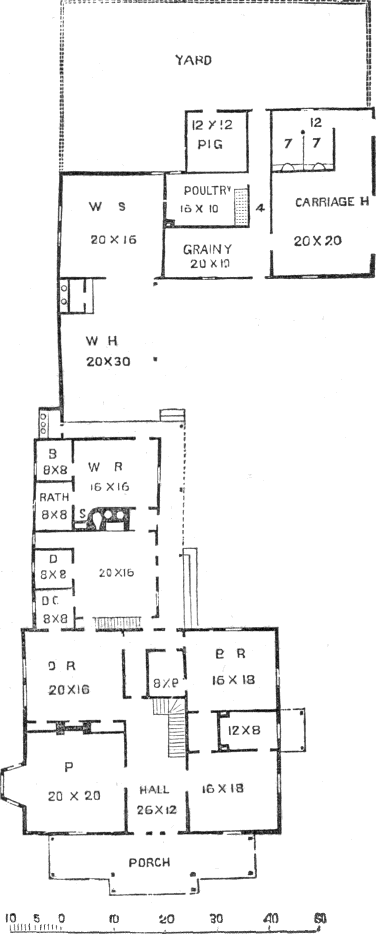 YARD
12 X 12
PIG
12
7 7
POULTRY
16 X 10
4
CARRIAGE H
20 X 20
W S
20 X 16
GRAINY
20 X 10
W H
20X30
B
8X8
W R
16 X 16
RATH
8X8
S
D
8X8
20X16
D C
8X8
O R
20X16
8X8
B R
16 X 18
12X8
P
20 X 20
HALL
26X12
16X18
PORCH
10 5 0 10 20 30 40 50